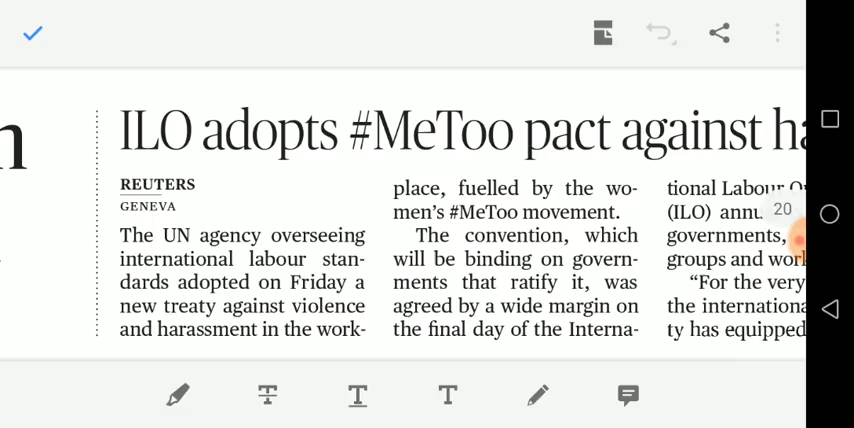 ILO adopts #MeToo pact against
REUTERS
GENEVA
The UN agency overseeing
international labour stan-
dards adopted on Friday a
new treaty against violence
and harassment in the work-
place, fuelled by the wo-
men's #MeToo movement.
The convention, which
will be binding on govern-
ments that ratify it, was
agreed by a wide margin on
the final day of the Interna-
tional Labour
(ILO)
governments,
groups and
"For the very
the
ty has equipped
20
T
T
T